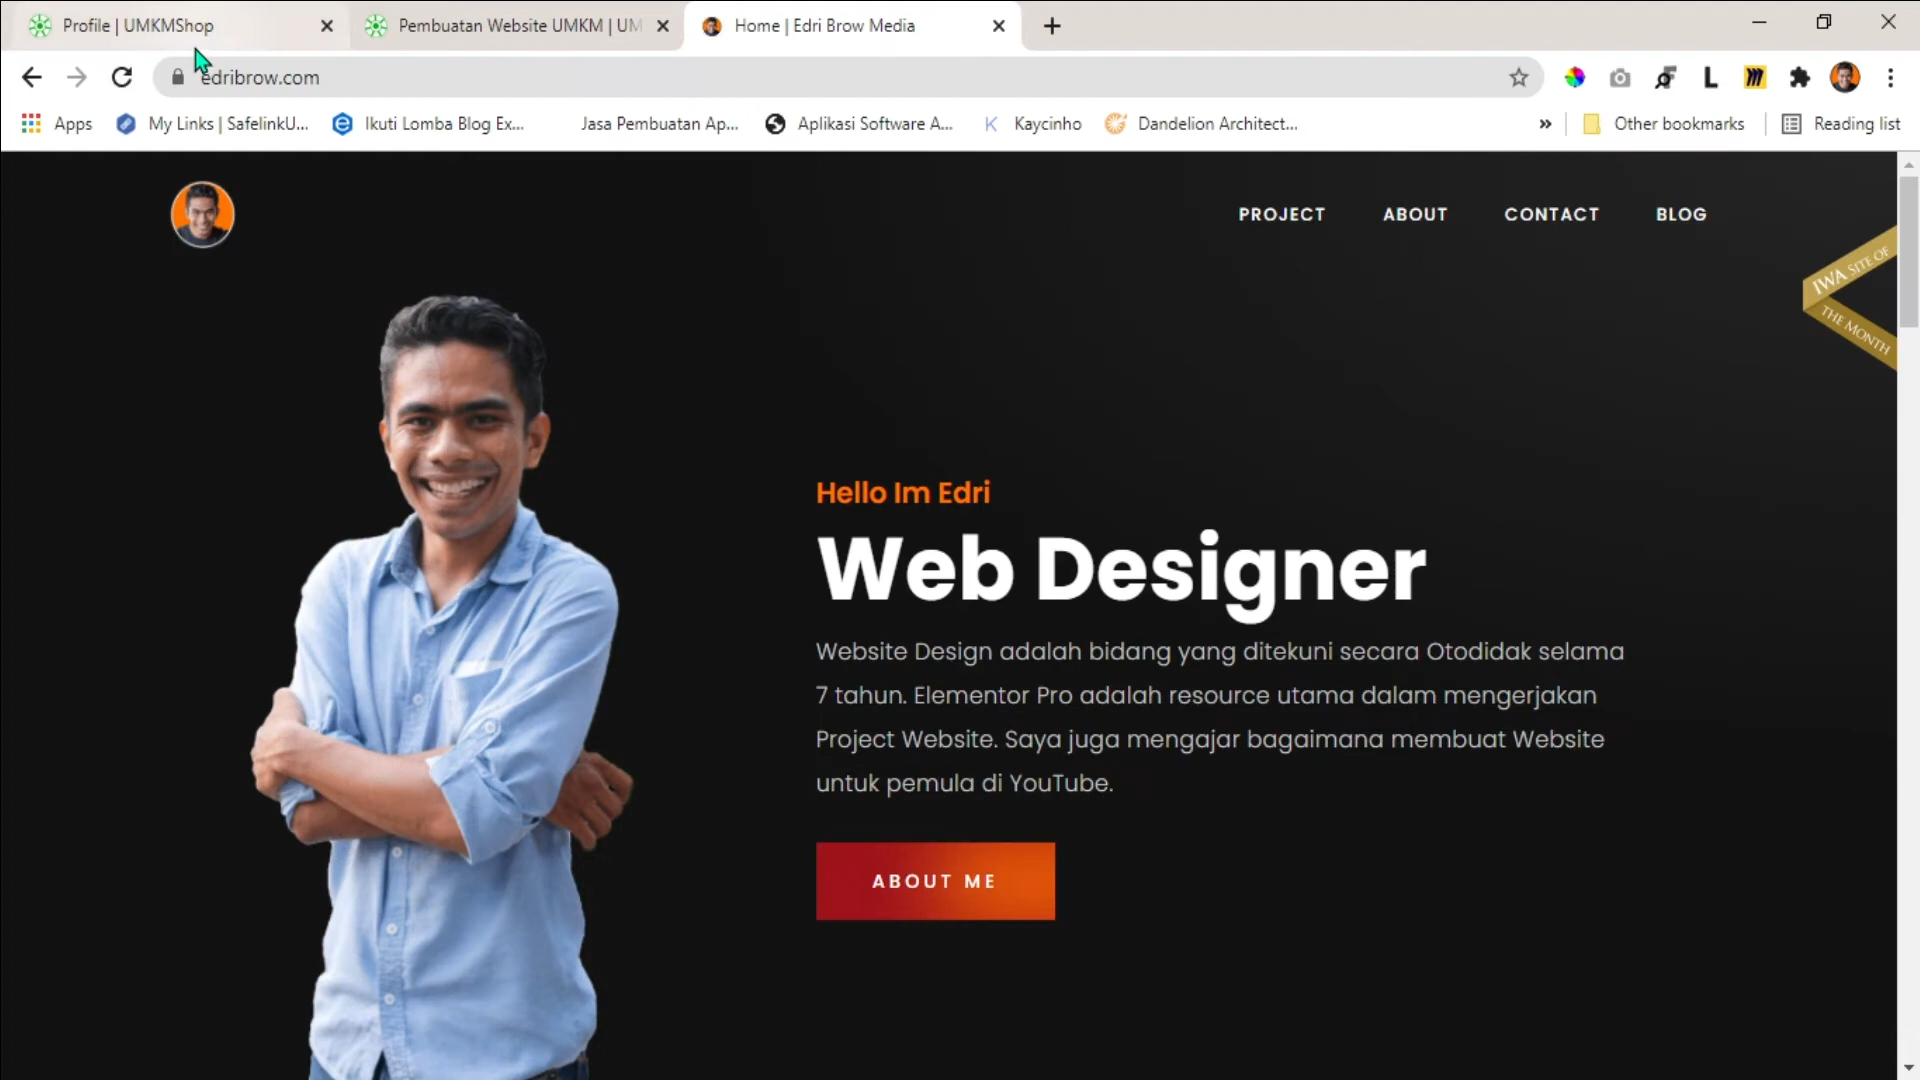 Profile | UMKMShop
Pembuatan Website UMKM | UM
Home | Edri Brow Media
edribrow.com
Apps
My Links | SafelinkU...
Ikuti Lomba Blog Ex...
Jasa Pembuatan Ap...
Aplikasi Software A...
Kaycinho
Dandelion Architect...
»
Other bookmarks
Reading list
PROJECT
ABOUT
CONTACT
BLOG
IWA SITE OF
THE MONTH
Hello Im Edri
Web Designer
Website Design adalah bidang yang ditekuni secara Otodidak selama
7 tahun. Elementor Pro adalah resource utama dalam mengerjakan
Project Website. Saya juga mengajar bagaimana membuat Website
untuk pemula di YouTube.
ABOUT ME